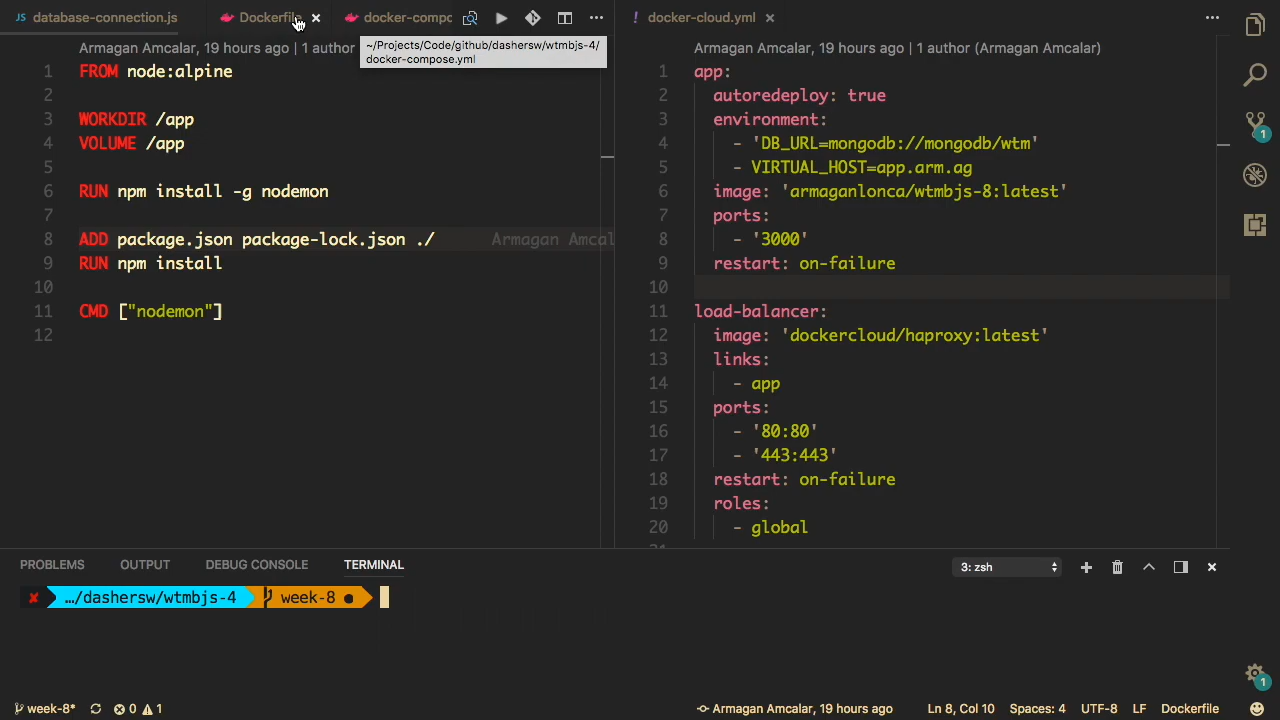 JS database-connection.js
Dockerfile
docker-compo
! docker-cloud.yml
Armagan Amcalar, 19 hours ago | 1 author
~/Projects/Code/github/dashersw/wtmbjs-4/
docker-compose.yml
1 FROM node:alpine
2
3 WORKDIR /app
4 VOLUME /app
5
6 RUN npm install -g nodemon
7
8 ADD package.json package-lock.json ./ Armagan Amcal
9 RUN npm install
10
11 CMD ["nodemon"]
12
Armagan Amcalar, 19 hours ago | 1 author (Armagan Amcalar)
1 app:
2 autoredeploy: true
3 environment:
4 - 'DB_URL=mongodb://mongodb/wtm'
5 - VIRTUAL_HOST=app.arm.ag
6 image: 'armaganlonca/wtmbjs-8:latest'
7 ports:
8 - '3000'
9 restart: on-failure
10
11 load-balancer:
12 image: 'dockercloud/haproxy:latest'
13 links:
14 - app
15 ports:
16 - '80:80'
17 - '443:443'
18 restart: on-failure
19 roles:
20 - global
1
PROBLEMS OUTPUT DEBUG CONSOLE TERMINAL
3: zsh
✘ …/dashersw/wtmbjs-4 week-8 ●
1
week-8* 0 1
Armagan Amcalar, 19 hours ago Ln 8, Col 10 Spaces: 4 UTF-8 LF Dockerfile